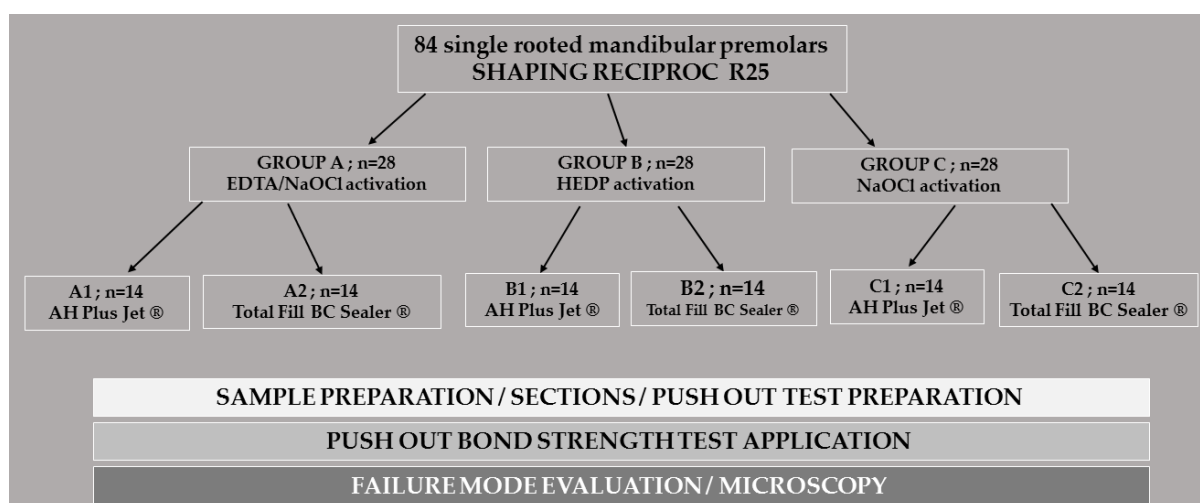 84 single rooted mandibular premolars
SHAPING RECIPROC R25
GROUP A ; n=28
EDTA/NaOCl activation
GROUP B ; n=28
HEDP activation
GROUP C ; n=28
NaOCl activation
A1 ; n=14
AH Plus Jet ®
A2 ; n=14
Total Fill BC Sealer ®
B1 ; n=14
AH Plus Jet ®
B2 ; n=14
Total Fill BC Sealer ®
C1 ; n=14
AH Plus Jet ®
C2 ; n=14
Total Fill BC Sealer ®
SAMPLE PREPARATION / SECTIONS / PUSH OUT TEST PREPARATION
PUSH OUT BOND STRENGTH TEST APPLICATION
FAILURE MODE EVALUATION / MICROSCOPY